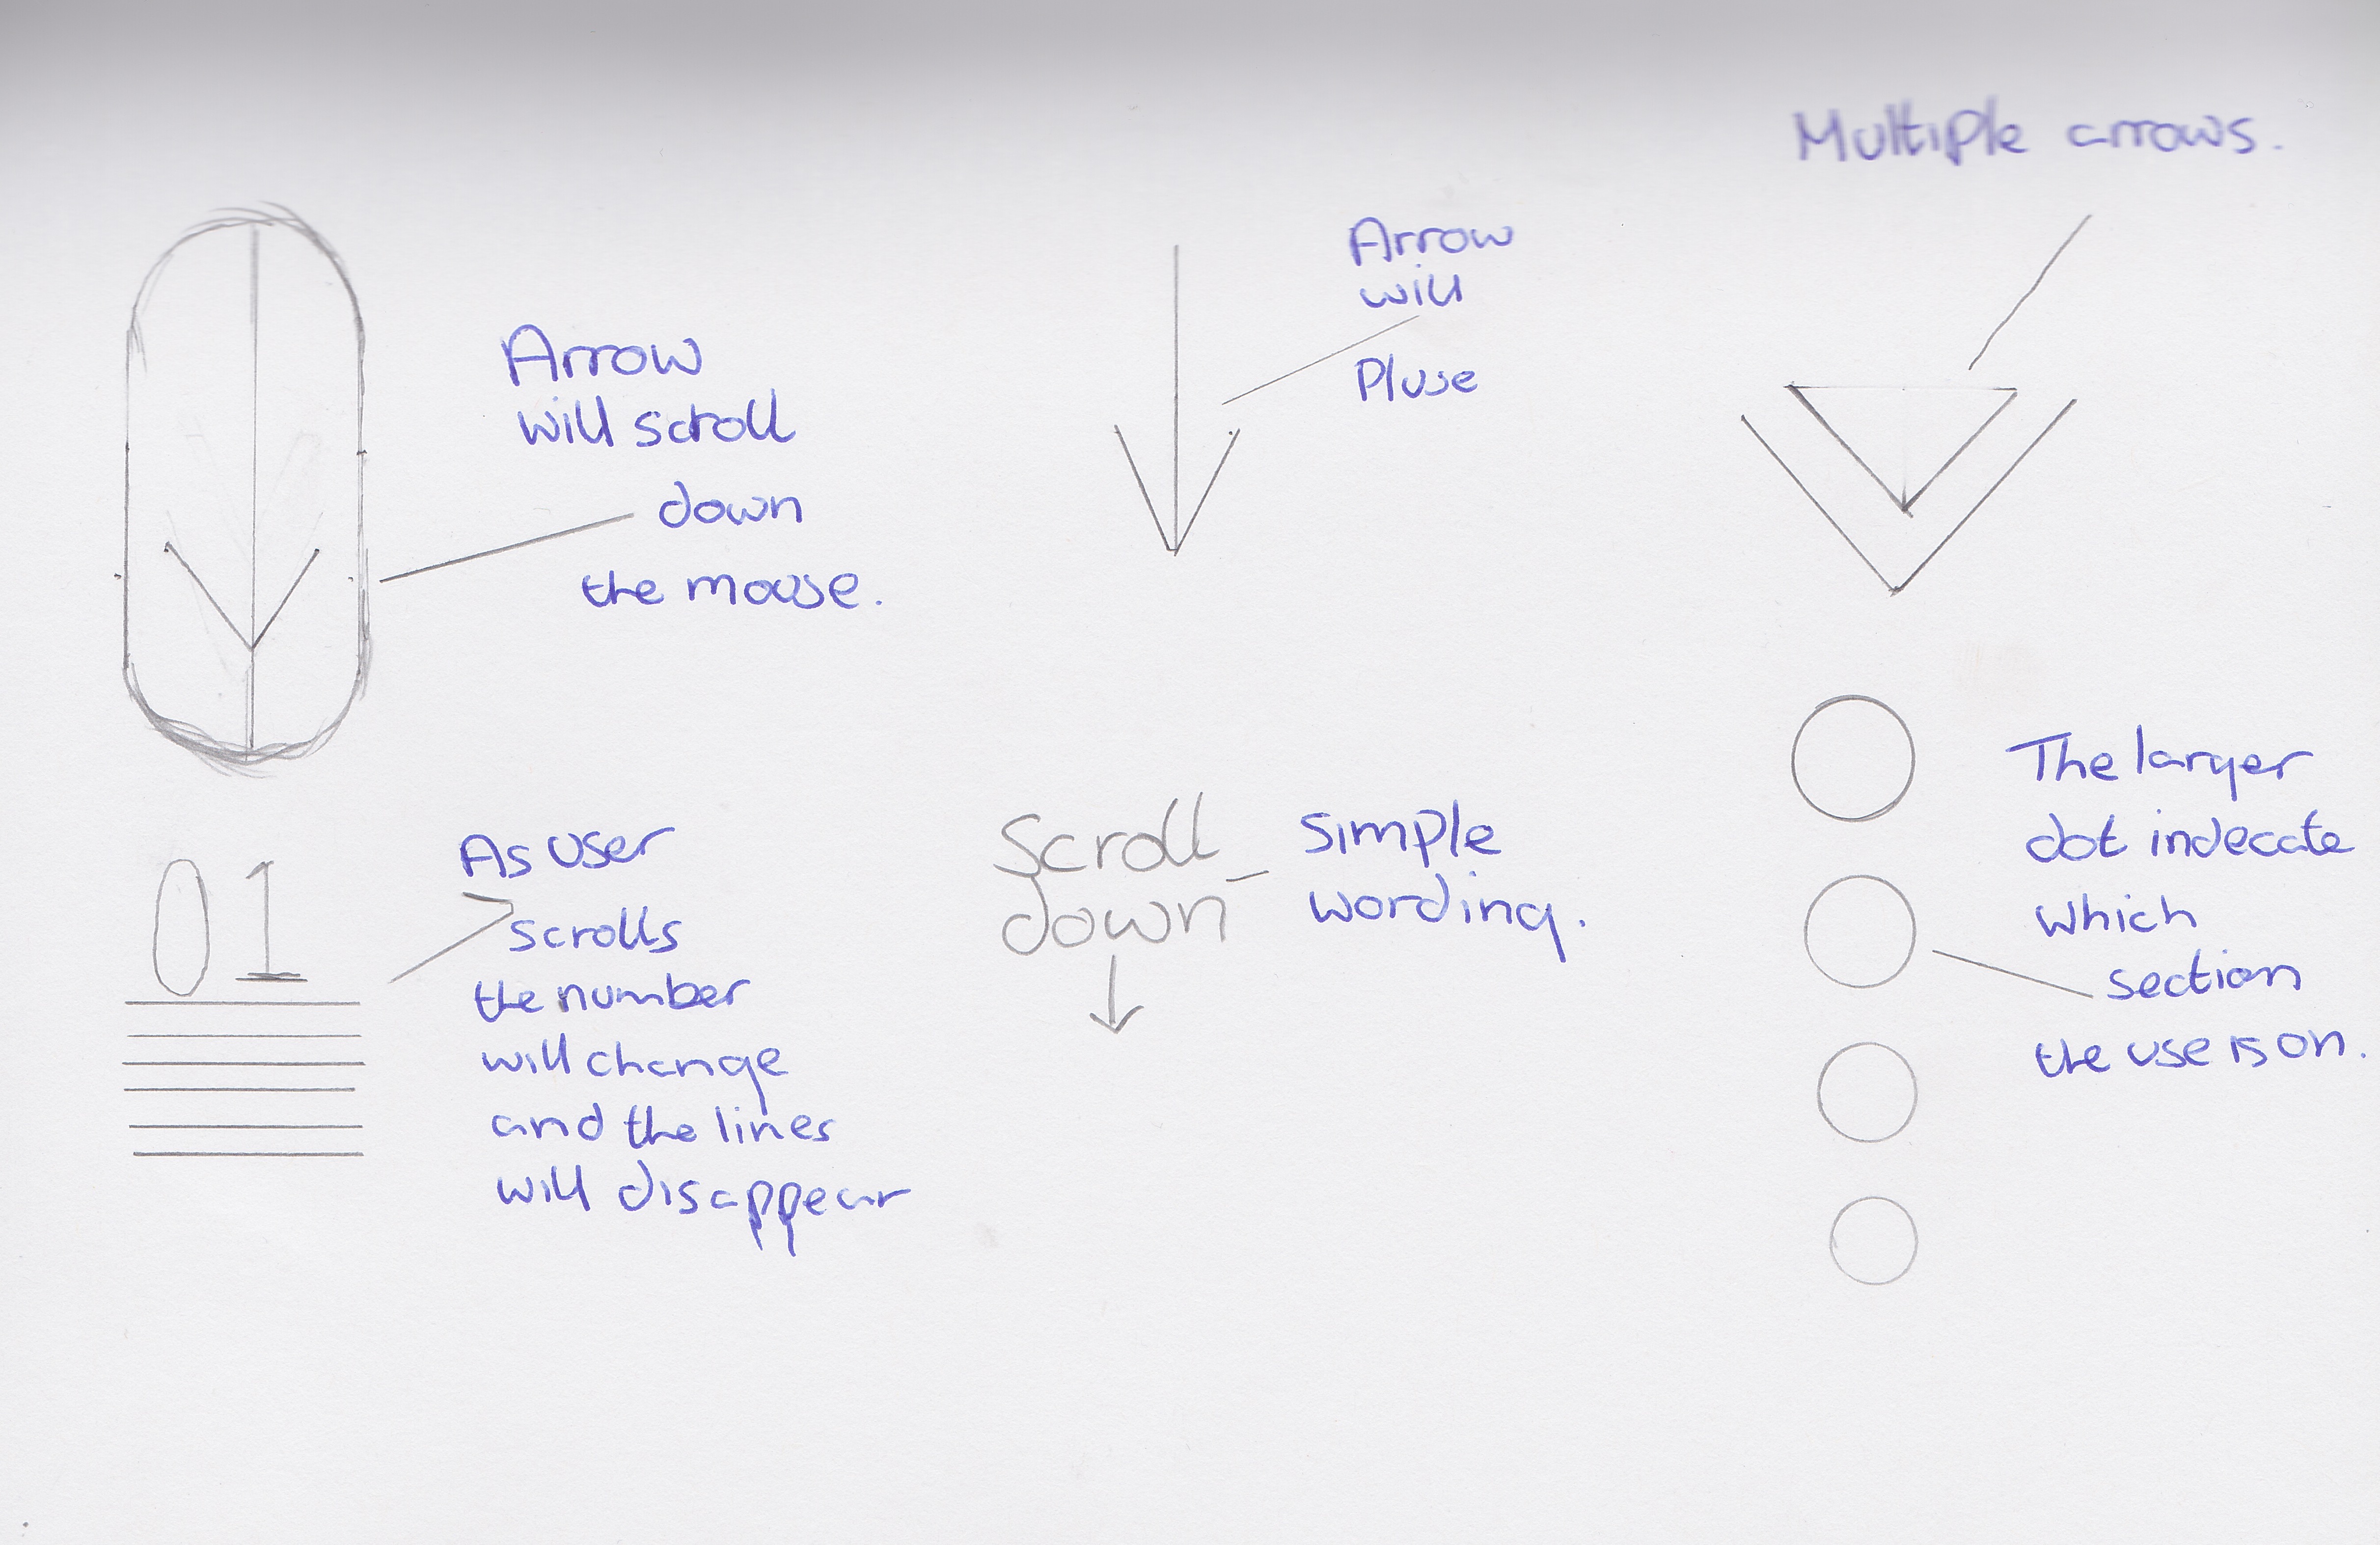 Multiple arrows.
Arrow
will
Pluse
Arrow
will scroll
down
the mouse.
01
As user
scrolls
the number
will change
and the lines
will disappear
Scroll
down
simple
wording.
The larger
dot indecate
which
section
the use is on.